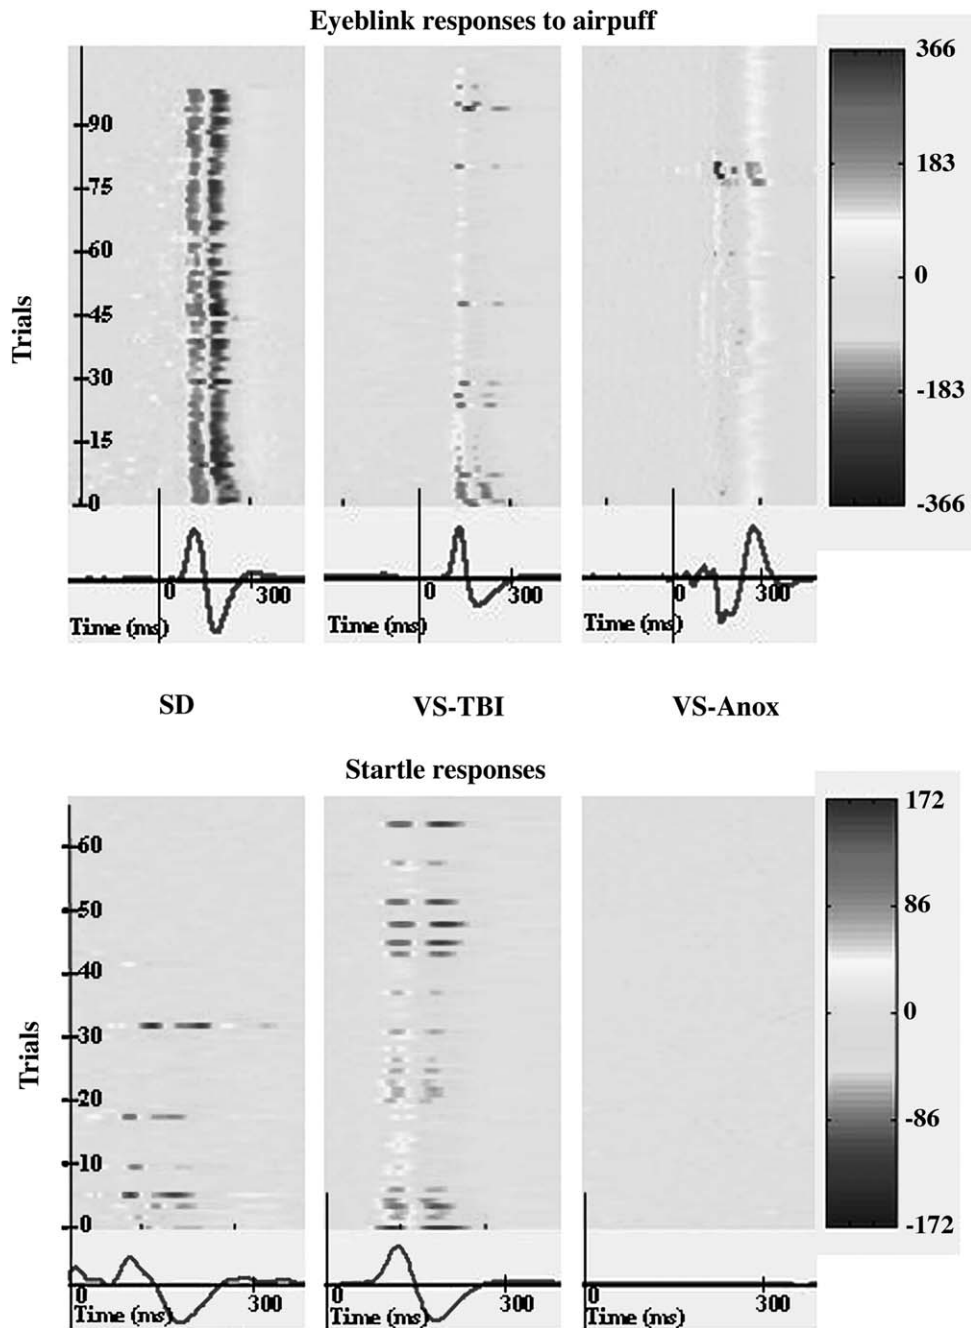 Eyeblink responses to airpuff
366
183
0
-183
-366
Trials
90
75
60
45
30
15
0
0 300
Time (ms)
0 300
Time (ms)
0 300
Time (ms)
SD VS-TBI VS-Anox
Startle responses
172
86
0
-86
-172
Trials
60
50
40
30
20
10
0
0 300
Time (ms)
0 300
Time (ms)
0 300
Time (ms)